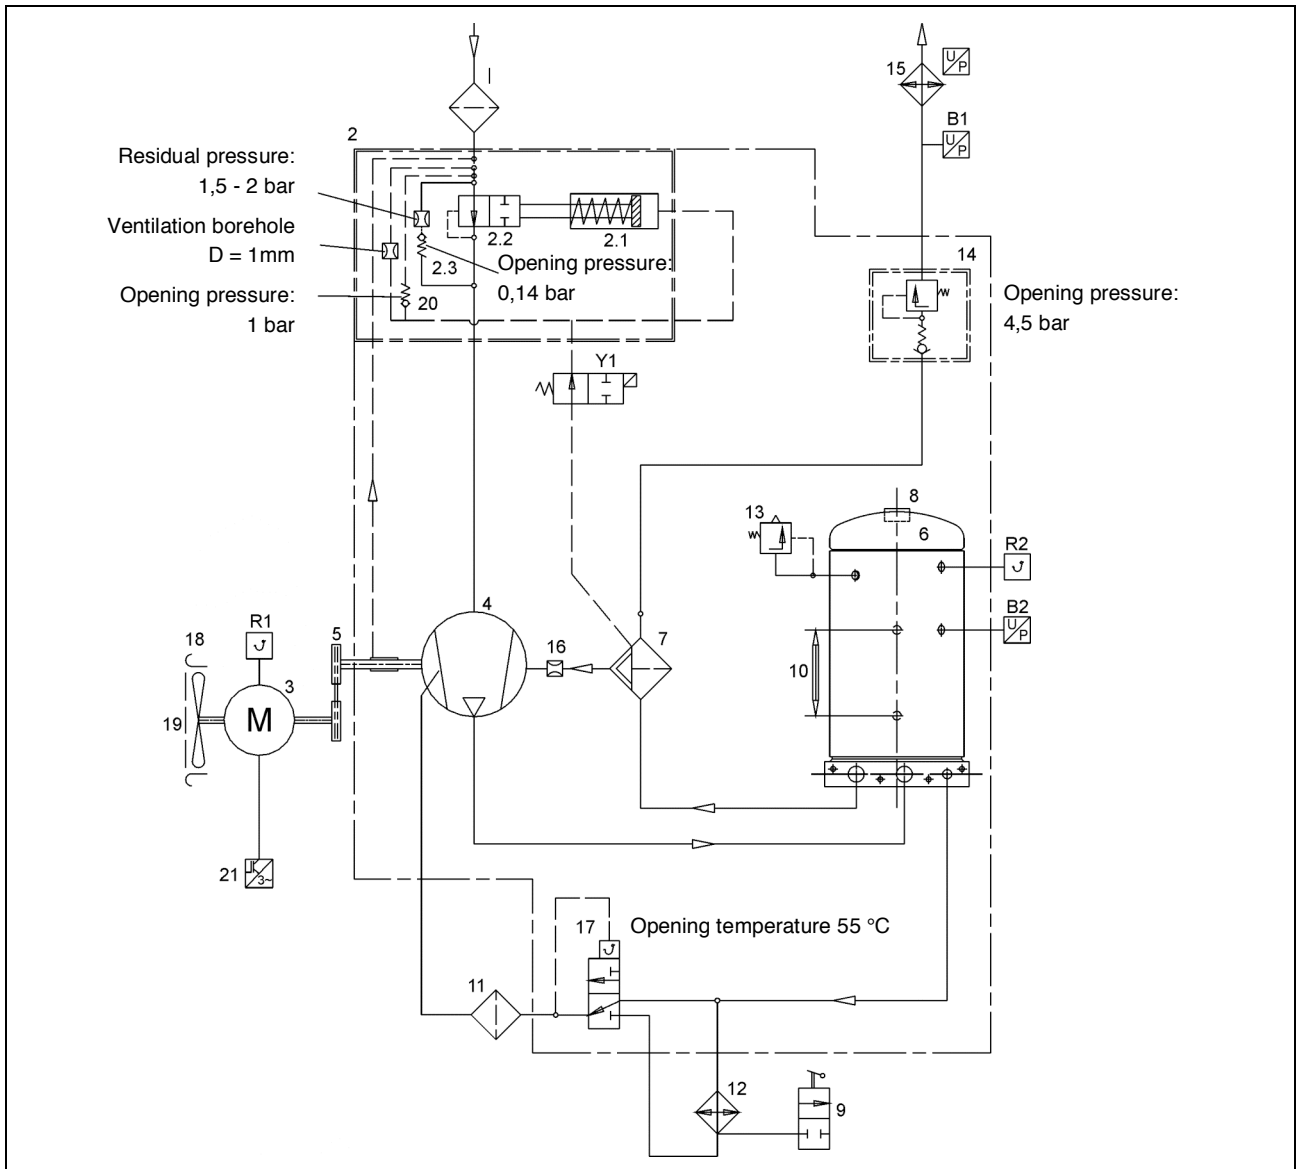 1
15
U
P
B1
U
P
2
Residual pressure:
1,5 - 2 bar
Ventilation borehole
D = 1mm
Opening pressure:
1 bar
2.2
2.1
2.3
Opening pressure:
0,14 bar
20
14
Opening pressure:
4,5 bar
Y1
8
13
6
R2
B2
U
P
4
R1
5
16
7
18
3
10
19
M
21
3~
17
Opening temperature 55 °C
11
12
9